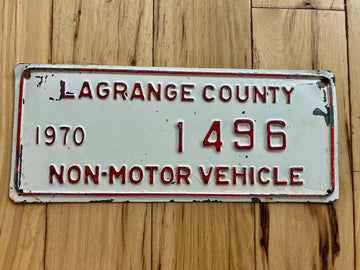 LAGRANGE COUNTY
1970 1496
NON-MOTOR VEHICLE